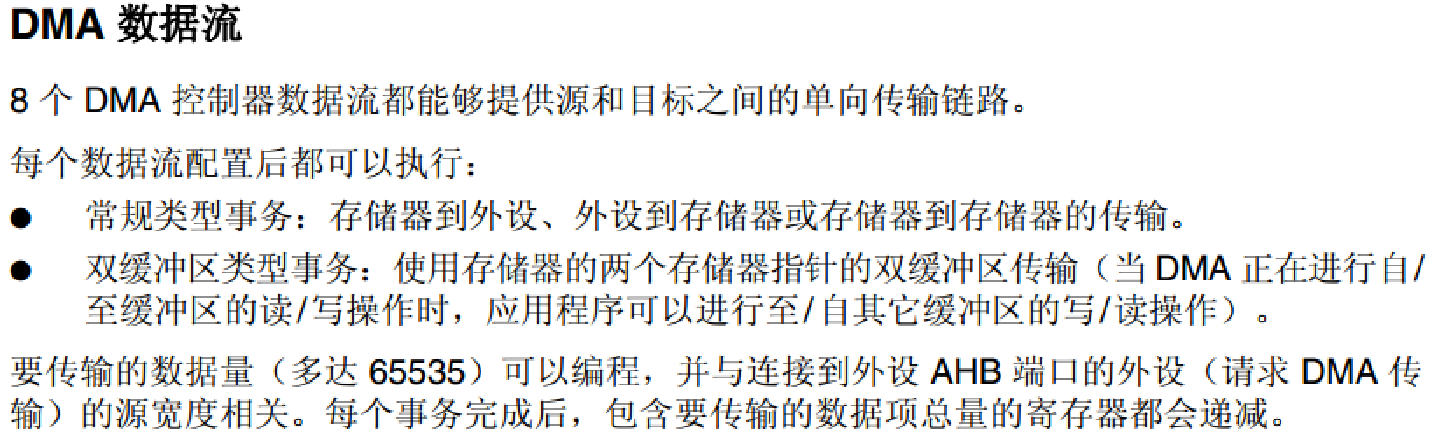 DMA 数据流
8 个 DMA 控制器数据流都能够提供源和目标之间的单向传输链路。
每个数据流配置后都可以执行：
● 常规类型事务：存储器到外设、外设到存储器或存储器到存储器的传输。
● 双缓冲区类型事务：使用存储器的两个存储器指针的双缓冲区传输（当 DMA 正在进行自/
至缓冲区的读/写操作时，应用程序可以进行至/自其它缓冲区的写/读操作）。
要传输的数据量（多达 65535）可以编程，并与连接到外设 AHB 端口的外设（请求 DMA 传
输）的源宽度相关。每个事务完成后，包含要传输的数据项总量的寄存器都会递减。